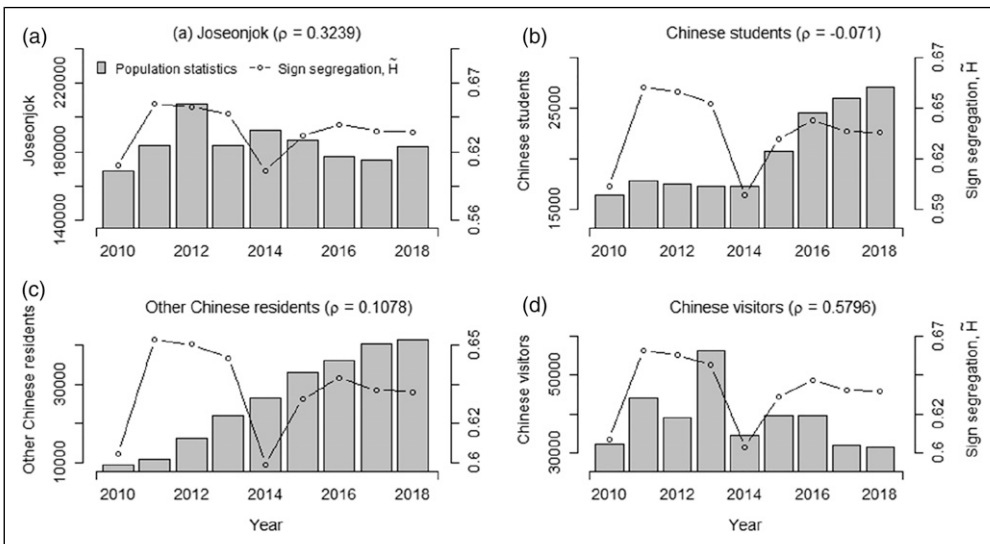 (a)
(a) Joseonjok (ρ = 0.3239)
Population statistics
Sign segregation, H̃
Joseonjok
220000
180000
140000
0.67
0.62
0.56
2010 2012 2014 2016 2018
(b)
Chinese students (ρ = -0.071)
Chinese students
25000
15000
0.67
0.65
0.62
0.59
Sign segregation, H̃
2010 2012 2014 2016 2018
(c)
Other Chinese residents (ρ = 0.1078)
Other Chinese residents
30000
10000
0.65
0.62
0.6
2010 2012 2014 2016 2018
Year
(d)
Chinese visitors (ρ = 0.5796)
Chinese visitors
50000
30000
0.67
0.62
0.6
Sign segregation, H̃
2010 2012 2014 2016 2018
Year